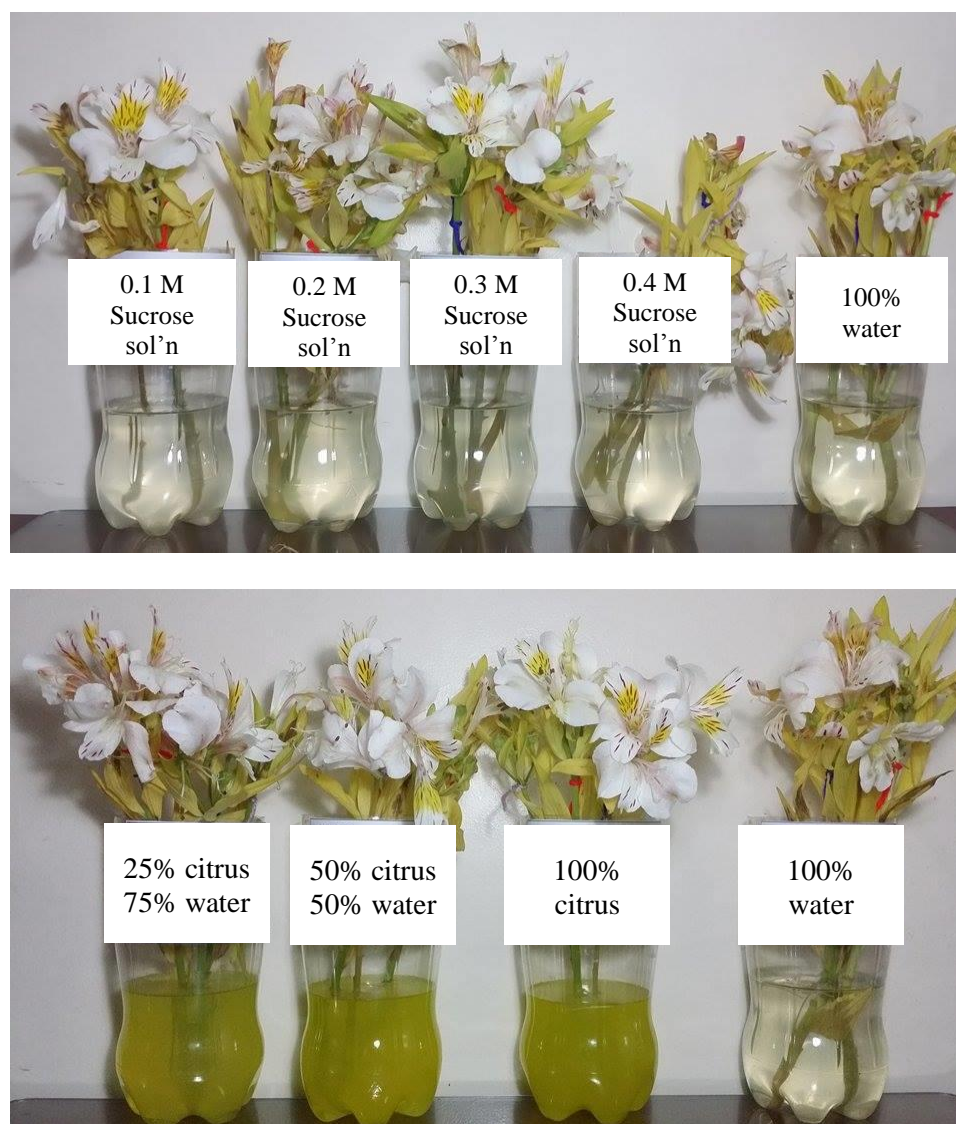 0.1 M
Sucrose
sol’n
0.2 M
Sucrose
sol’n
0.3 M
Sucrose
sol’n
0.4 M
Sucrose
sol’n
100%
water
25% citrus
75% water
50% citrus
50% water
100%
citrus
100%
water